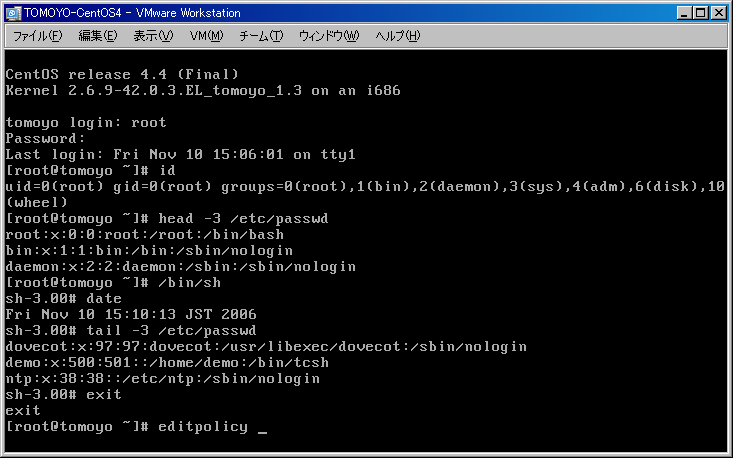 TOMOYO-CentOS4 - VMware Workstation
ファイル(F) 編集(E) 表示(V) VM(M) チーム(T) ウィンドウ(W) ヘルプ(H)
CentOS release 4.4 (Final)
Kernel 2.6.9-42.0.3.EL_tomoyo_1.3 on an i686
tomoyo login: root
Password:
Last login: Fri Nov 10 15:06:01 on tty1
[root@tomoyo ~]# id
uid=0(root) gid=0(root) groups=0(root),1(bin),2(daemon),3(sys),4(adm),6(disk),10
(wheel)
[root@tomoyo ~]# head -3 /etc/passwd
root:x:0:0:root:/root:/bin/bash
bin:x:1:1:bin:/bin:/sbin/nologin
daemon:x:2:2:daemon:/sbin:/sbin/nologin
[root@tomoyo ~]# /bin/sh
sh-3.00# date
Fri Nov 10 15:10:13 JST 2006
sh-3.00# tail -3 /etc/passwd
dovecot:x:97:97:dovecot:/usr/libexec/dovecot:/sbin/nologin
demo:x:500:501::/home/demo:/bin/tcsh
ntp:x:38:38::/etc/ntp:/sbin/nologin
sh-3.00# exit
exit
[root@tomoyo ~]# editpolicy _